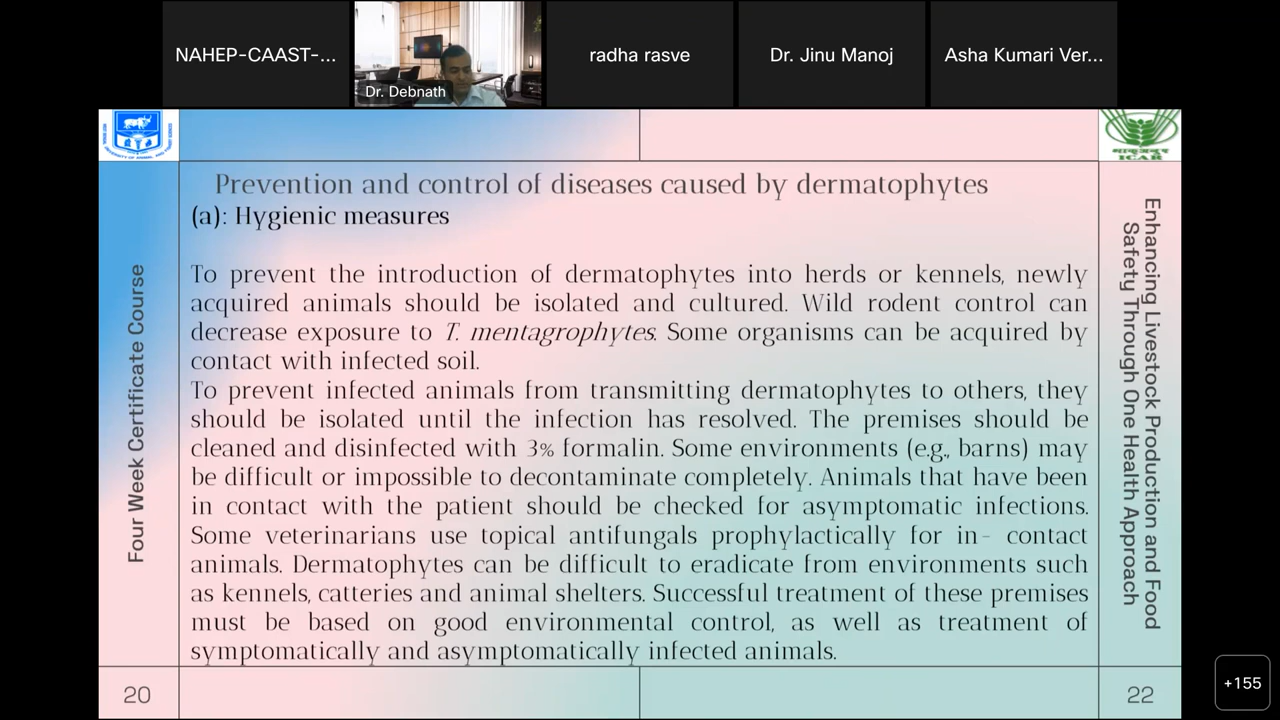 NAHEP-CAAST-...
Dr. Debnath
radha rasve
Dr. Jinu Manoj
Asha Kumari Ver...
ICAR
Prevention and control of diseases caused by dermatophytes
(a): Hygienic measures
To prevent the introduction of dermatophytes into herds or kennels, newly
acquired animals should be isolated and cultured. Wild rodent control can
decrease exposure to T. mentagrophytes. Some organisms can be acquired by
contact with infected soil.
To prevent infected animals from transmitting dermatophytes to others, they
should be isolated until the infection has resolved. The premises should be
cleaned and disinfected with 3% formalin. Some environments (e.g., barns) may
be difficult or impossible to decontaminate completely. Animals that have been
in contact with the patient should be checked for asymptomatic infections.
Some veterinarians use topical antifungals prophylactically for in- contact
animals. Dermatophytes can be difficult to eradicate from environments such
as kennels, catteries and animal shelters. Successful treatment of these premises
must be based on good environmental control, as well as treatment of
symptomatically and asymptomatically infected animals.
Four Week Certificate Course
Enhancing Livestock Production and Food
Safety Through One Health Approach
20
22
+155